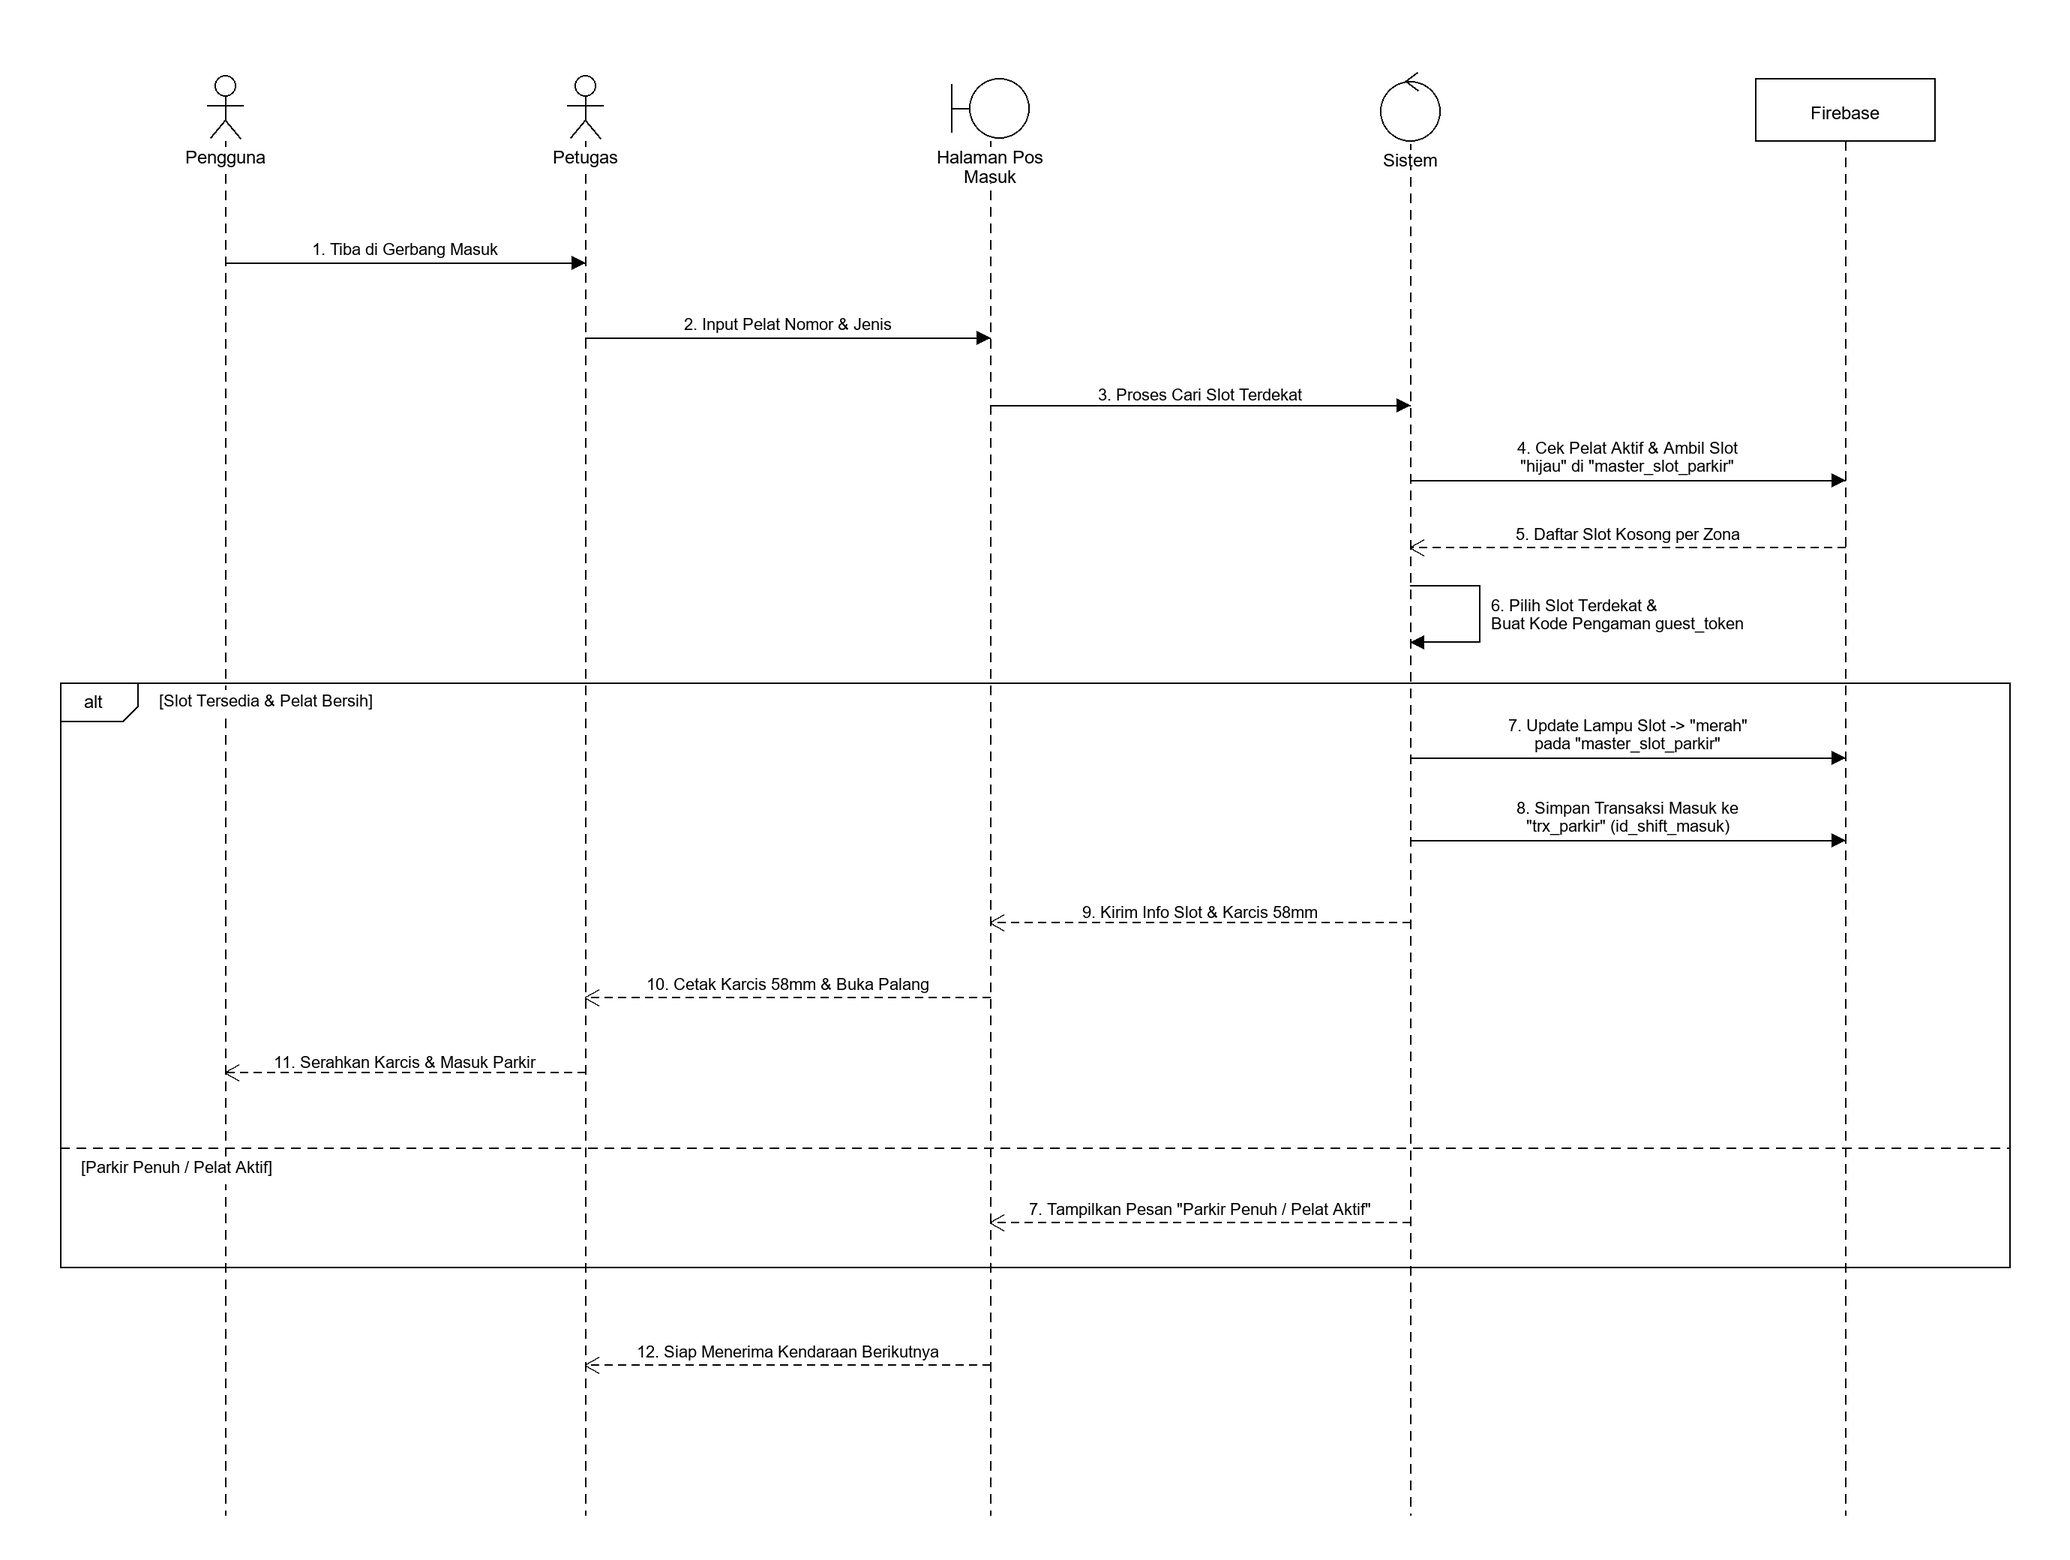 Pengguna
Petugas
Halaman Pos
Masuk
Sistem
Firebase
1. Tiba di Gerbang Masuk
2. Input Pelat Nomor & Jenis
3. Proses Cari Slot Terdekat
4. Cek Pelat Aktif & Ambil Slot
"hijau" di "master_slot_parkir"
5. Daftar Slot Kosong per Zona
6. Pilih Slot Terdekat &
Buat Kode Pengaman guest_token
alt
[Slot Tersedia & Pelat Bersih]
7. Update Lampu Slot -> "merah"
pada "master_slot_parkir"
8. Simpan Transaksi Masuk ke
"trx_parkir" (id_shift_masuk)
9. Kirim Info Slot & Karcis 58mm
10. Cetak Karcis 58mm & Buka Palang
11. Serahkan Karcis & Masuk Parkir
[Parkir Penuh / Pelat Aktif]
7. Tampilkan Pesan "Parkir Penuh / Pelat Aktif"
12. Siap Menerima Kendaraan Berikutnya